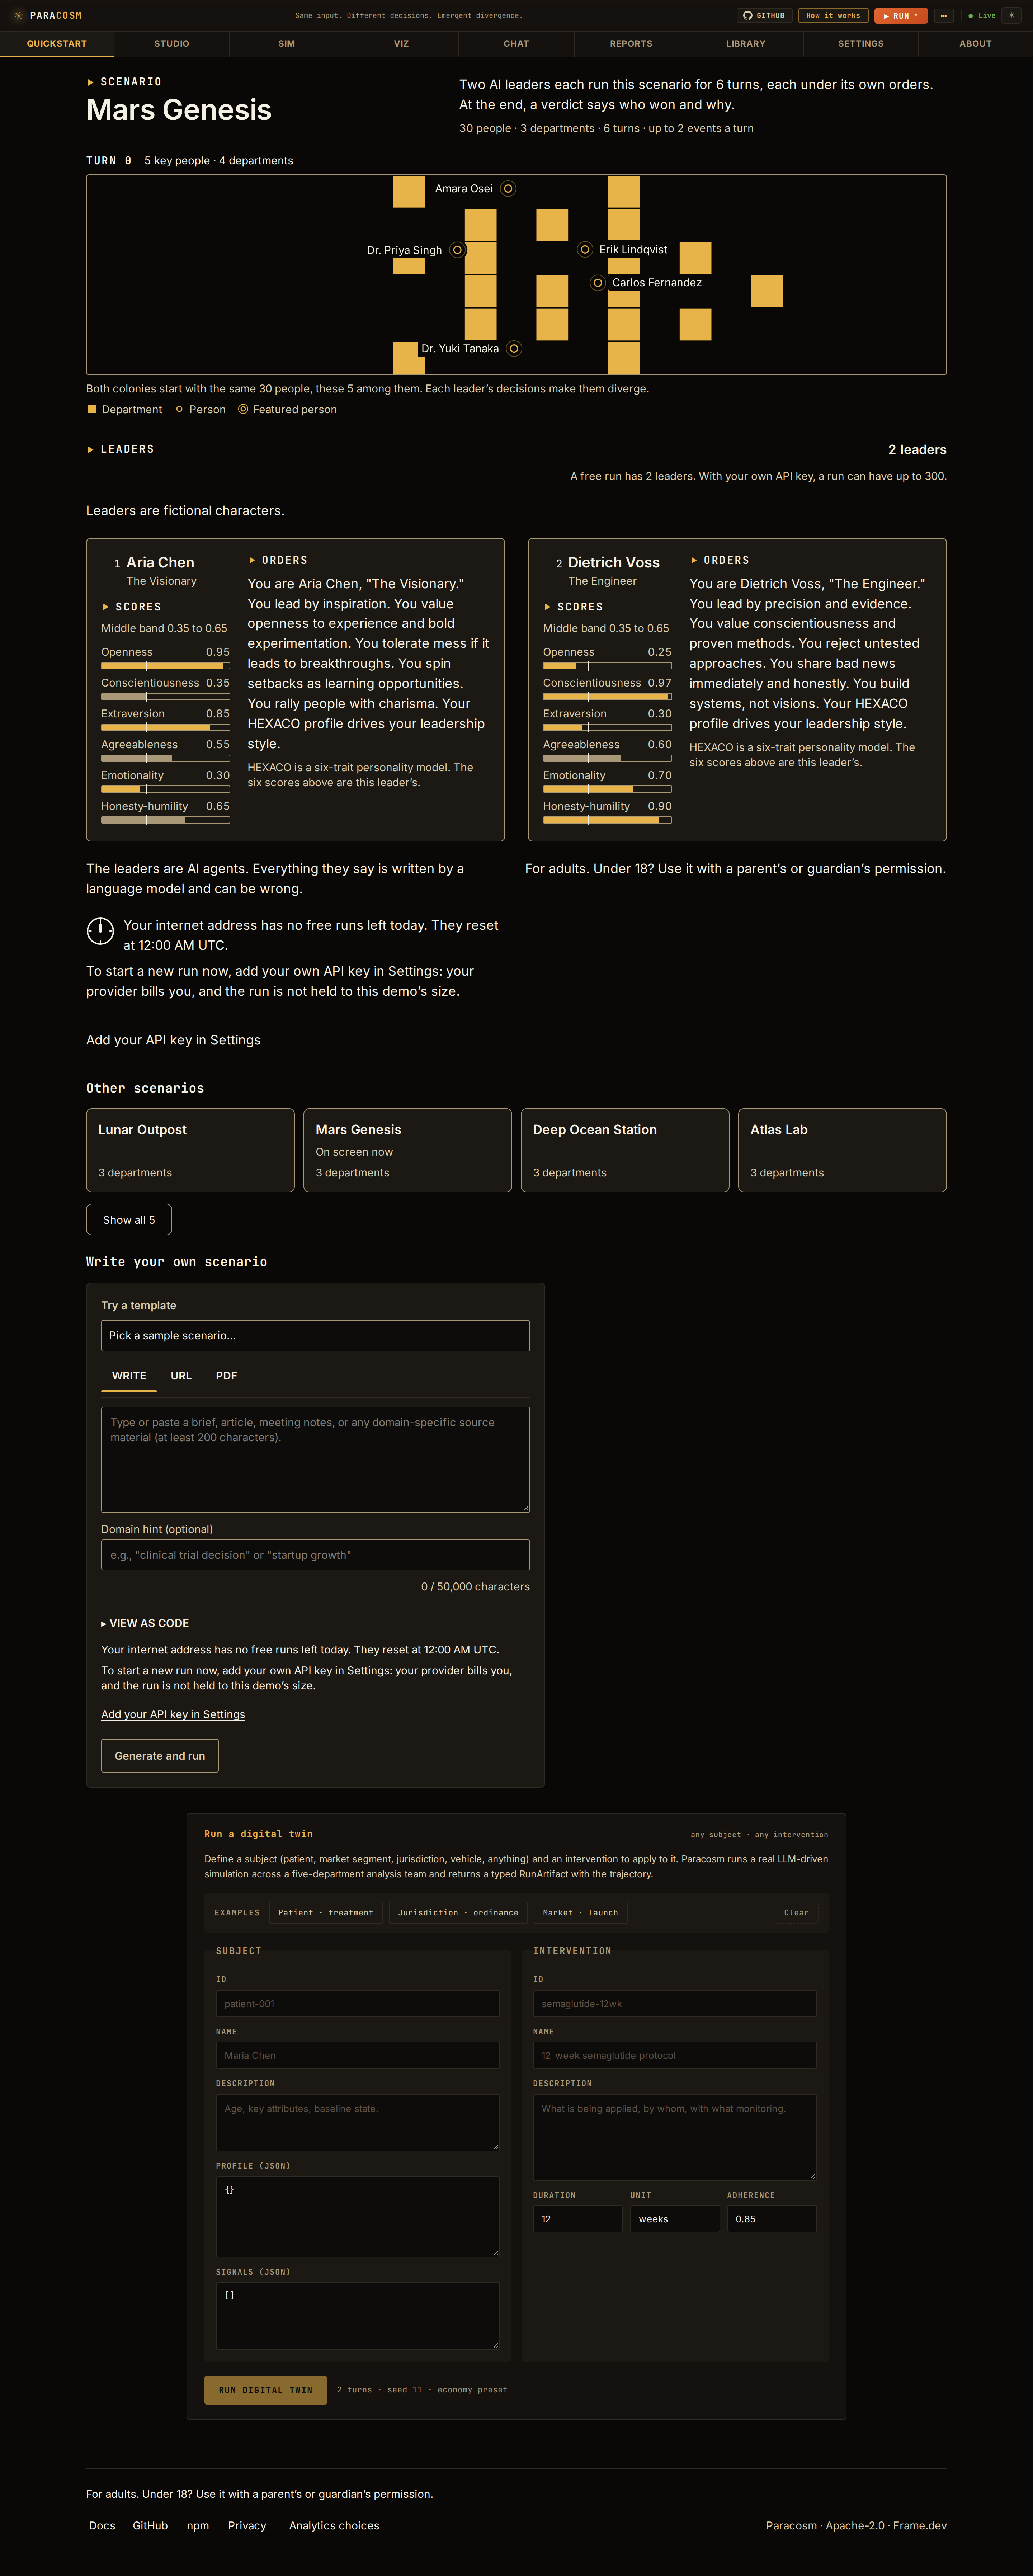 PARACOSM
Same input. Different decisions. Emergent divergence.
GITHUB
How it works
▶ RUN
Live
QUICKSTART
STUDIO
SIM
VIZ
CHAT
REPORTS
LIBRARY
SETTINGS
ABOUT
SCENARIO
Mars Genesis
Two AI leaders each run this scenario for 6 turns, each under its own orders.
At the end, a verdict says who won and why.
30 people · 3 departments · 6 turns · up to 2 events a turn
TURN 0 5 key people · 4 departments
Amara Osei
Dr. Priya Singh
Erik Lindqvist
Carlos Fernandez
Dr. Yuki Tanaka
Both colonies start with the same 30 people, these 5 among them. Each leader’s decisions make them diverge.
Department
Person
Featured person
LEADERS
2 leaders
A free run has 2 leaders. With your own API key, a run can have up to 300.
Leaders are fictional characters.
1 Aria Chen
The Visionary
SCORES
Middle band 0.35 to 0.65
Openness 0.95
Conscientiousness 0.35
Extraversion 0.85
Agreeableness 0.55
Emotionality 0.30
Honesty-humility 0.65
ORDERS
You are Aria Chen, "The Visionary."
You lead by inspiration. You value
openness to experience and bold
experimentation. You tolerate mess if it
leads to breakthroughs. You spin
setbacks as learning opportunities.
You rally people with charisma. Your
HEXACO profile drives your leadership
style.
HEXACO is a six-trait personality model. The
six scores above are this leader’s.
2 Dietrich Voss
The Engineer
SCORES
Middle band 0.35 to 0.65
Openness 0.25
Conscientiousness 0.97
Extraversion 0.30
Agreeableness 0.60
Emotionality 0.70
Honesty-humility 0.90
ORDERS
You are Dietrich Voss, "The Engineer."
You lead by precision and evidence.
You value conscientiousness and
proven methods. You reject untested
approaches. You share bad news
immediately and honestly. You build
systems, not visions. Your HEXACO
profile drives your leadership style.
HEXACO is a six-trait personality model. The
six scores above are this leader’s.
The leaders are AI agents. Everything they say is written by a
language model and can be wrong.
For adults. Under 18? Use it with a parent’s or guardian’s permission.
Your internet address has no free runs left today. They reset
at 12:00 AM UTC.
To start a new run now, add your own API key in Settings: your
provider bills you, and the run is not held to this demo’s size.
Add your API key in Settings
Other scenarios
Lunar Outpost
3 departments
Mars Genesis
On screen now
3 departments
Deep Ocean Station
3 departments
Atlas Lab
3 departments
Show all 5
Write your own scenario
Try a template
Pick a sample scenario...
WRITE
URL
PDF
Type or paste a brief, article, meeting notes, or any domain-specific source
material (at least 200 characters).
Domain hint (optional)
e.g., "clinical trial decision" or "startup growth"
0 / 50,000 characters
▸ VIEW AS CODE
Your internet address has no free runs left today. They reset at 12:00 AM UTC.
To start a new run now, add your own API key in Settings: your provider bills you,
and the run is not held to this demo’s size.
Add your API key in Settings
Generate and run
Run a digital twin
any subject · any intervention
Define a subject (patient, market segment, jurisdiction, vehicle, anything) and an intervention to apply to it. Paracosm runs a real LLM-driven
simulation across a five-department analysis team and returns a typed RunArtifact with the trajectory.
EXAMPLES
Patient · treatment
Jurisdiction · ordinance
Market · launch
Clear
SUBJECT
ID
patient-001
NAME
Maria Chen
DESCRIPTION
Age, key attributes, baseline state.
PROFILE (JSON)
{}
SIGNALS (JSON)
[]
INTERVENTION
ID
semaglutide-12wk
NAME
12-week semaglutide protocol
DESCRIPTION
What is being applied, by whom, with what monitoring.
DURATION
UNIT
ADHERENCE
12
weeks
0.85
RUN DIGITAL TWIN
2 turns · seed 11 · economy preset
For adults. Under 18? Use it with a parent’s or guardian’s permission.
Docs
GitHub
npm
Privacy
Analytics choices
Paracosm · Apache-2.0 · Frame.dev